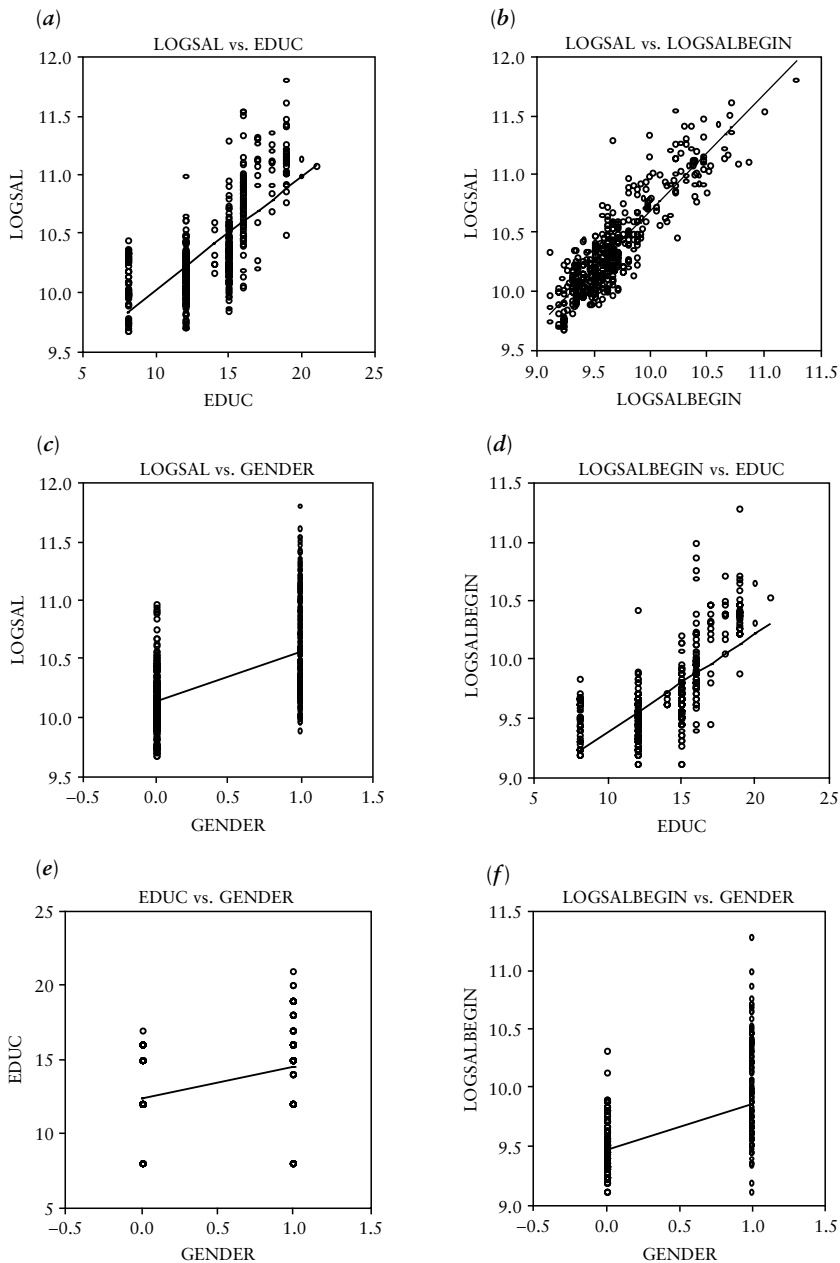 (a)
LOGSAL vs. EDUC
12.0
11.5
11.0
10.5
10.0
9.5
LOGSAL
5 10 15 20 25
EDUC
(b)
LOGSAL vs. LOGSALBEGIN
12.0
11.5
11.0
10.5
10.0
9.5
LOGSAL
9.0 9.5 10.0 10.5 11.0 11.5
LOGSALBEGIN
(c)
LOGSAL vs. GENDER
12.0
11.5
11.0
10.5
10.0
9.5
LOGSAL
−0.5 0.0 0.5 1.0 1.5
GENDER
(d)
LOGSALBEGIN vs. EDUC
11.5
11.0
10.5
10.0
9.5
9.0
LOGSALBEGIN
5 10 15 20 25
EDUC
(e)
EDUC vs. GENDER
25
20
15
10
5
EDUC
−0.5 0.0 0.5 1.0 1.5
GENDER
(f)
LOGSALBEGIN vs. GENDER
11.5
11.0
10.5
10.0
9.5
9.0
LOGSALBEGIN
−0.5 0.0 0.5 1.0 1.5
GENDER